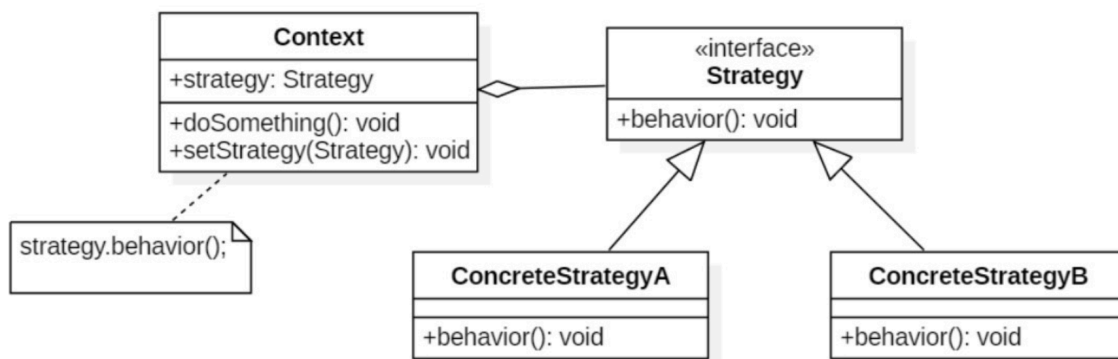 Context
+strategy: Strategy
+doSomething(): void
+setStrategy(Strategy): void
«interface»
Strategy
+behavior(): void
strategy.behavior();
ConcreteStrategyA
+behavior(): void
ConcreteStrategyB
+behavior(): void